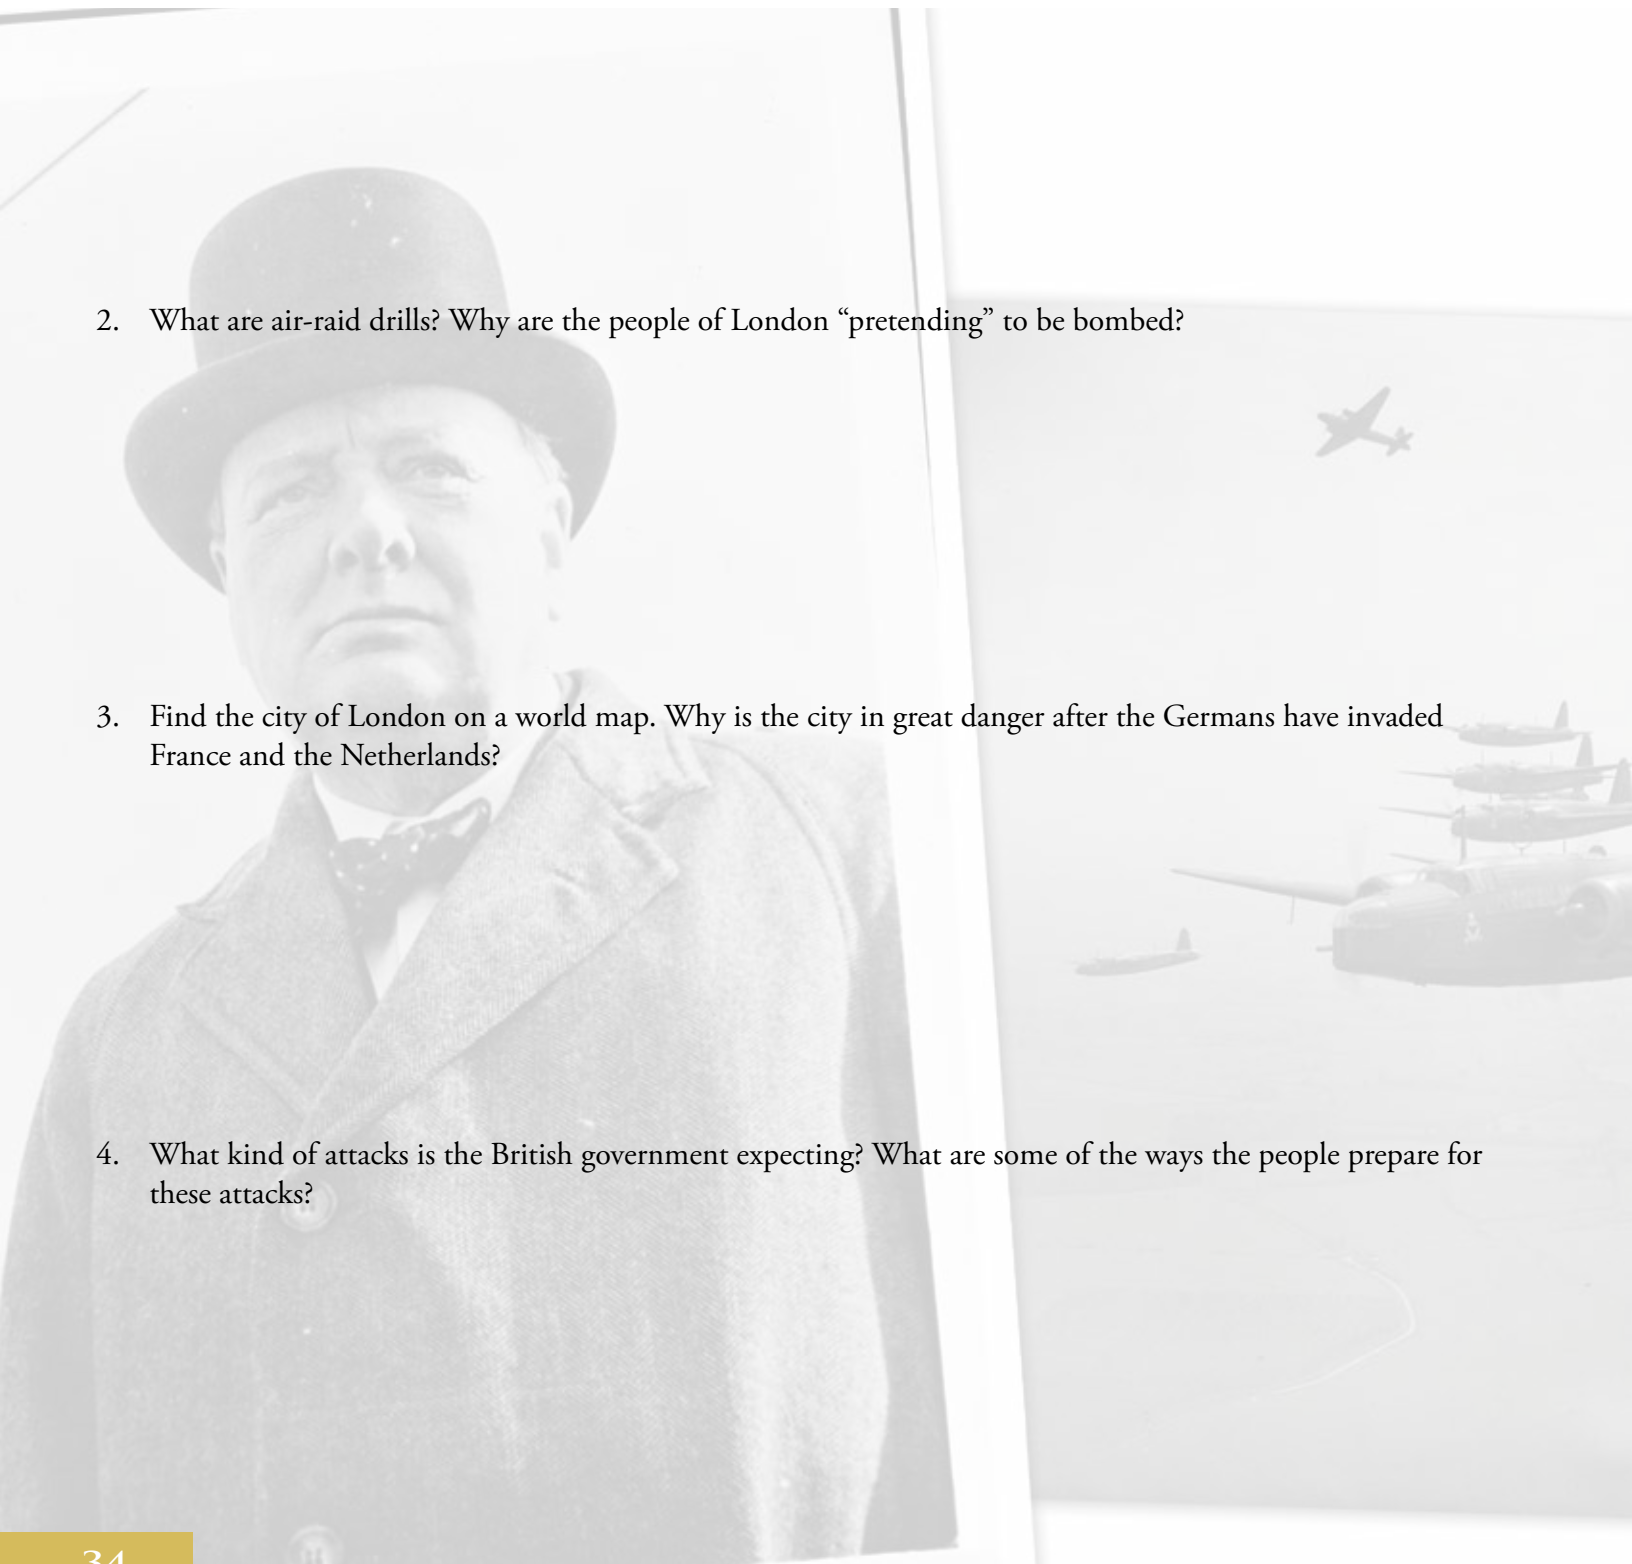 2. What are air-raid drills? Why are the people of London “pretending” to be bombed?
3. Find the city of London on a world map. Why is the city in great danger after the Germans have invaded
France and the Netherlands?
4. What kind of attacks is the British government expecting? What are some of the ways the people prepare for
these attacks?
34